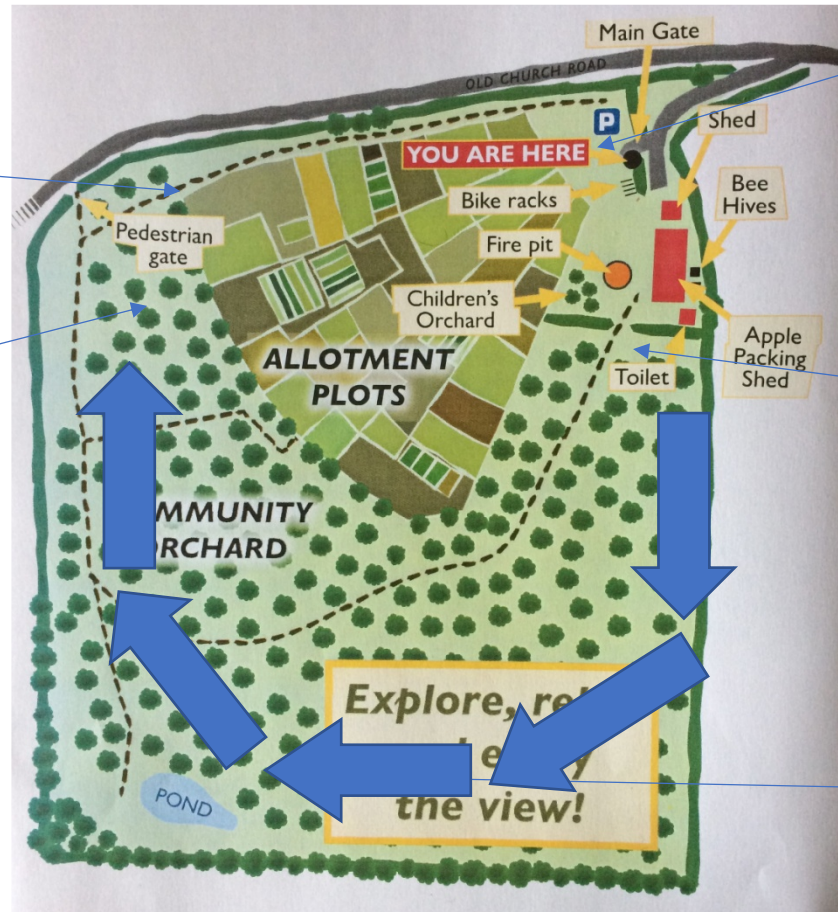 Main Gate
OLD CHURCH ROAD
P
Shed
YOU ARE HERE
Bee
Hives
Bike racks
Pedestrian
gate
Fire pit
Children's
Orchard
ALLOTMENT
PLOTS
Apple
Packing
Shed
Toilet
MMUNITY
RCHARD
Explore, re
the view!
POND